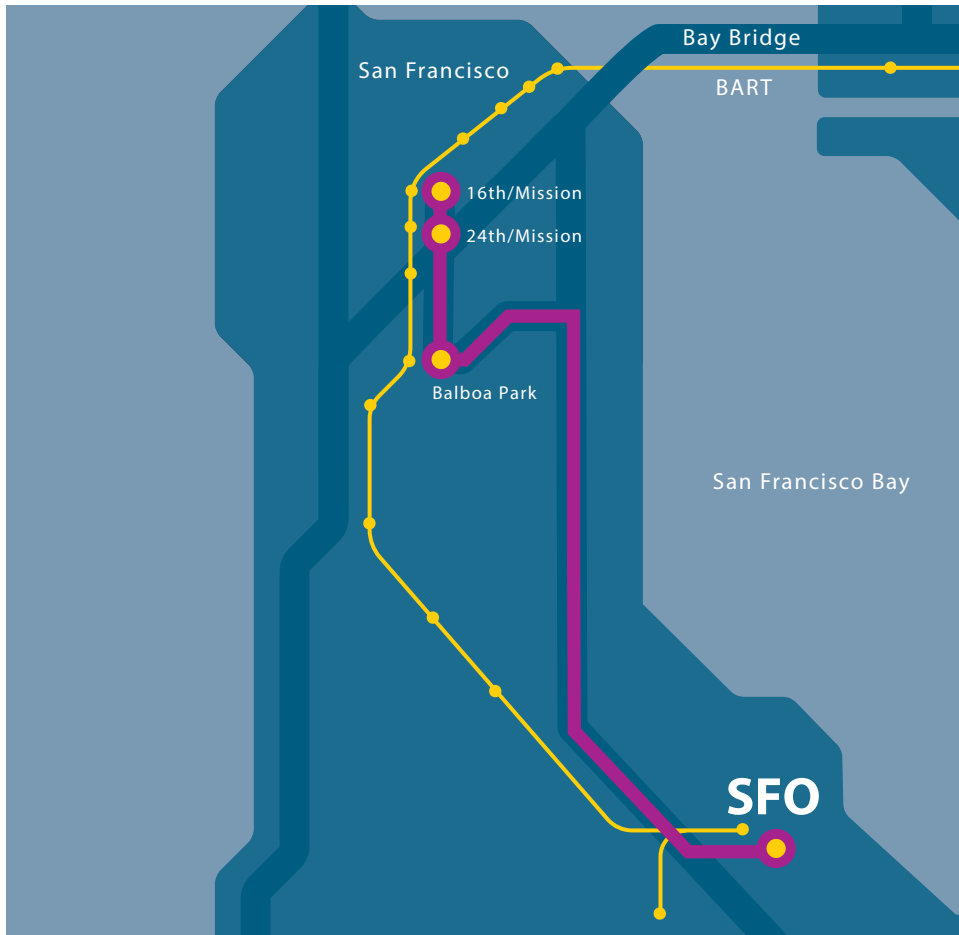 Bay Bridge
San Francisco
BART
16th/Mission
24th/Mission
Balboa Park
San Francisco Bay
SFO